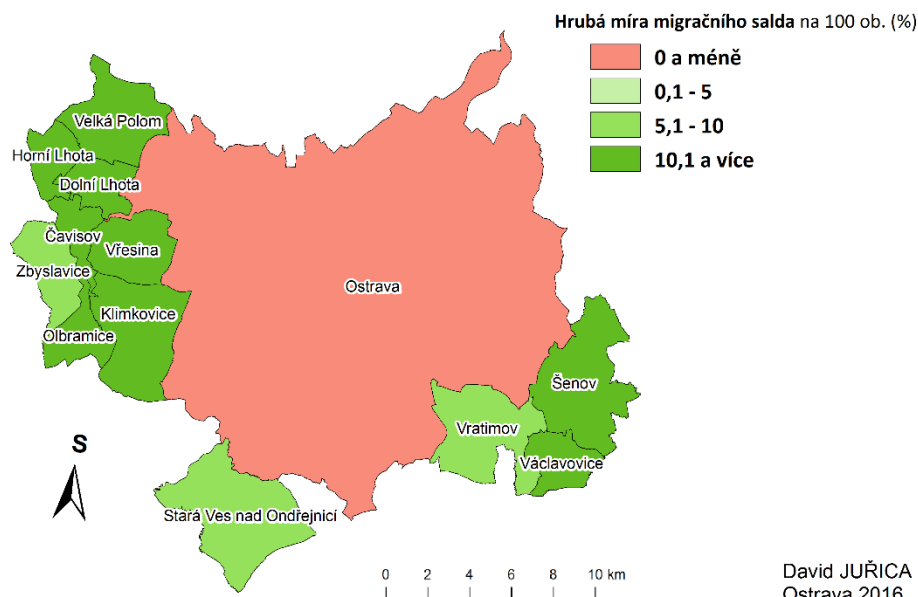 Hrubá míra migračního salda na 100 ob. (%)
0 a méně
0,1 - 5
5,1 - 10
10,1 a více
Velká Polom
Horní Lhota
Dolní Lhota
Čavisov
Vřesina
Zbyslavice
Ostrava
Klimkovice
Olbramice
Šenov
Vratimov
Václavovice
S
Stará Ves nad Ondřejnicí
0 2 4 6 8 10 km
David JUŘICA
Ostrava 2016